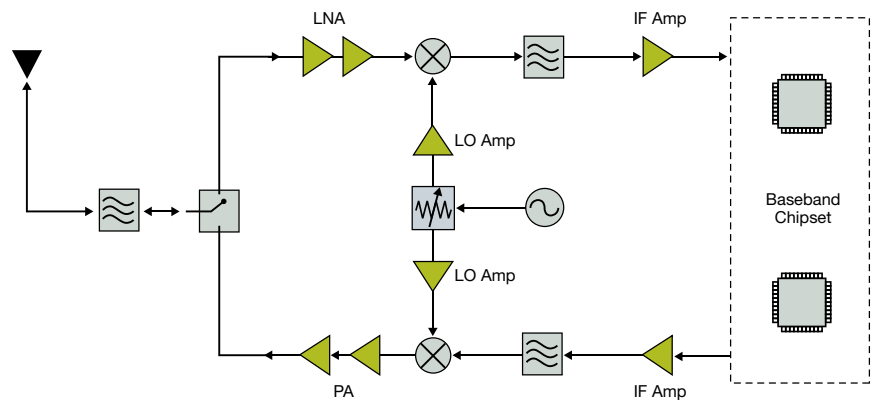 LNA
IF Amp
LO Amp
Baseband
Chipset
LO Amp
PA
IF Amp